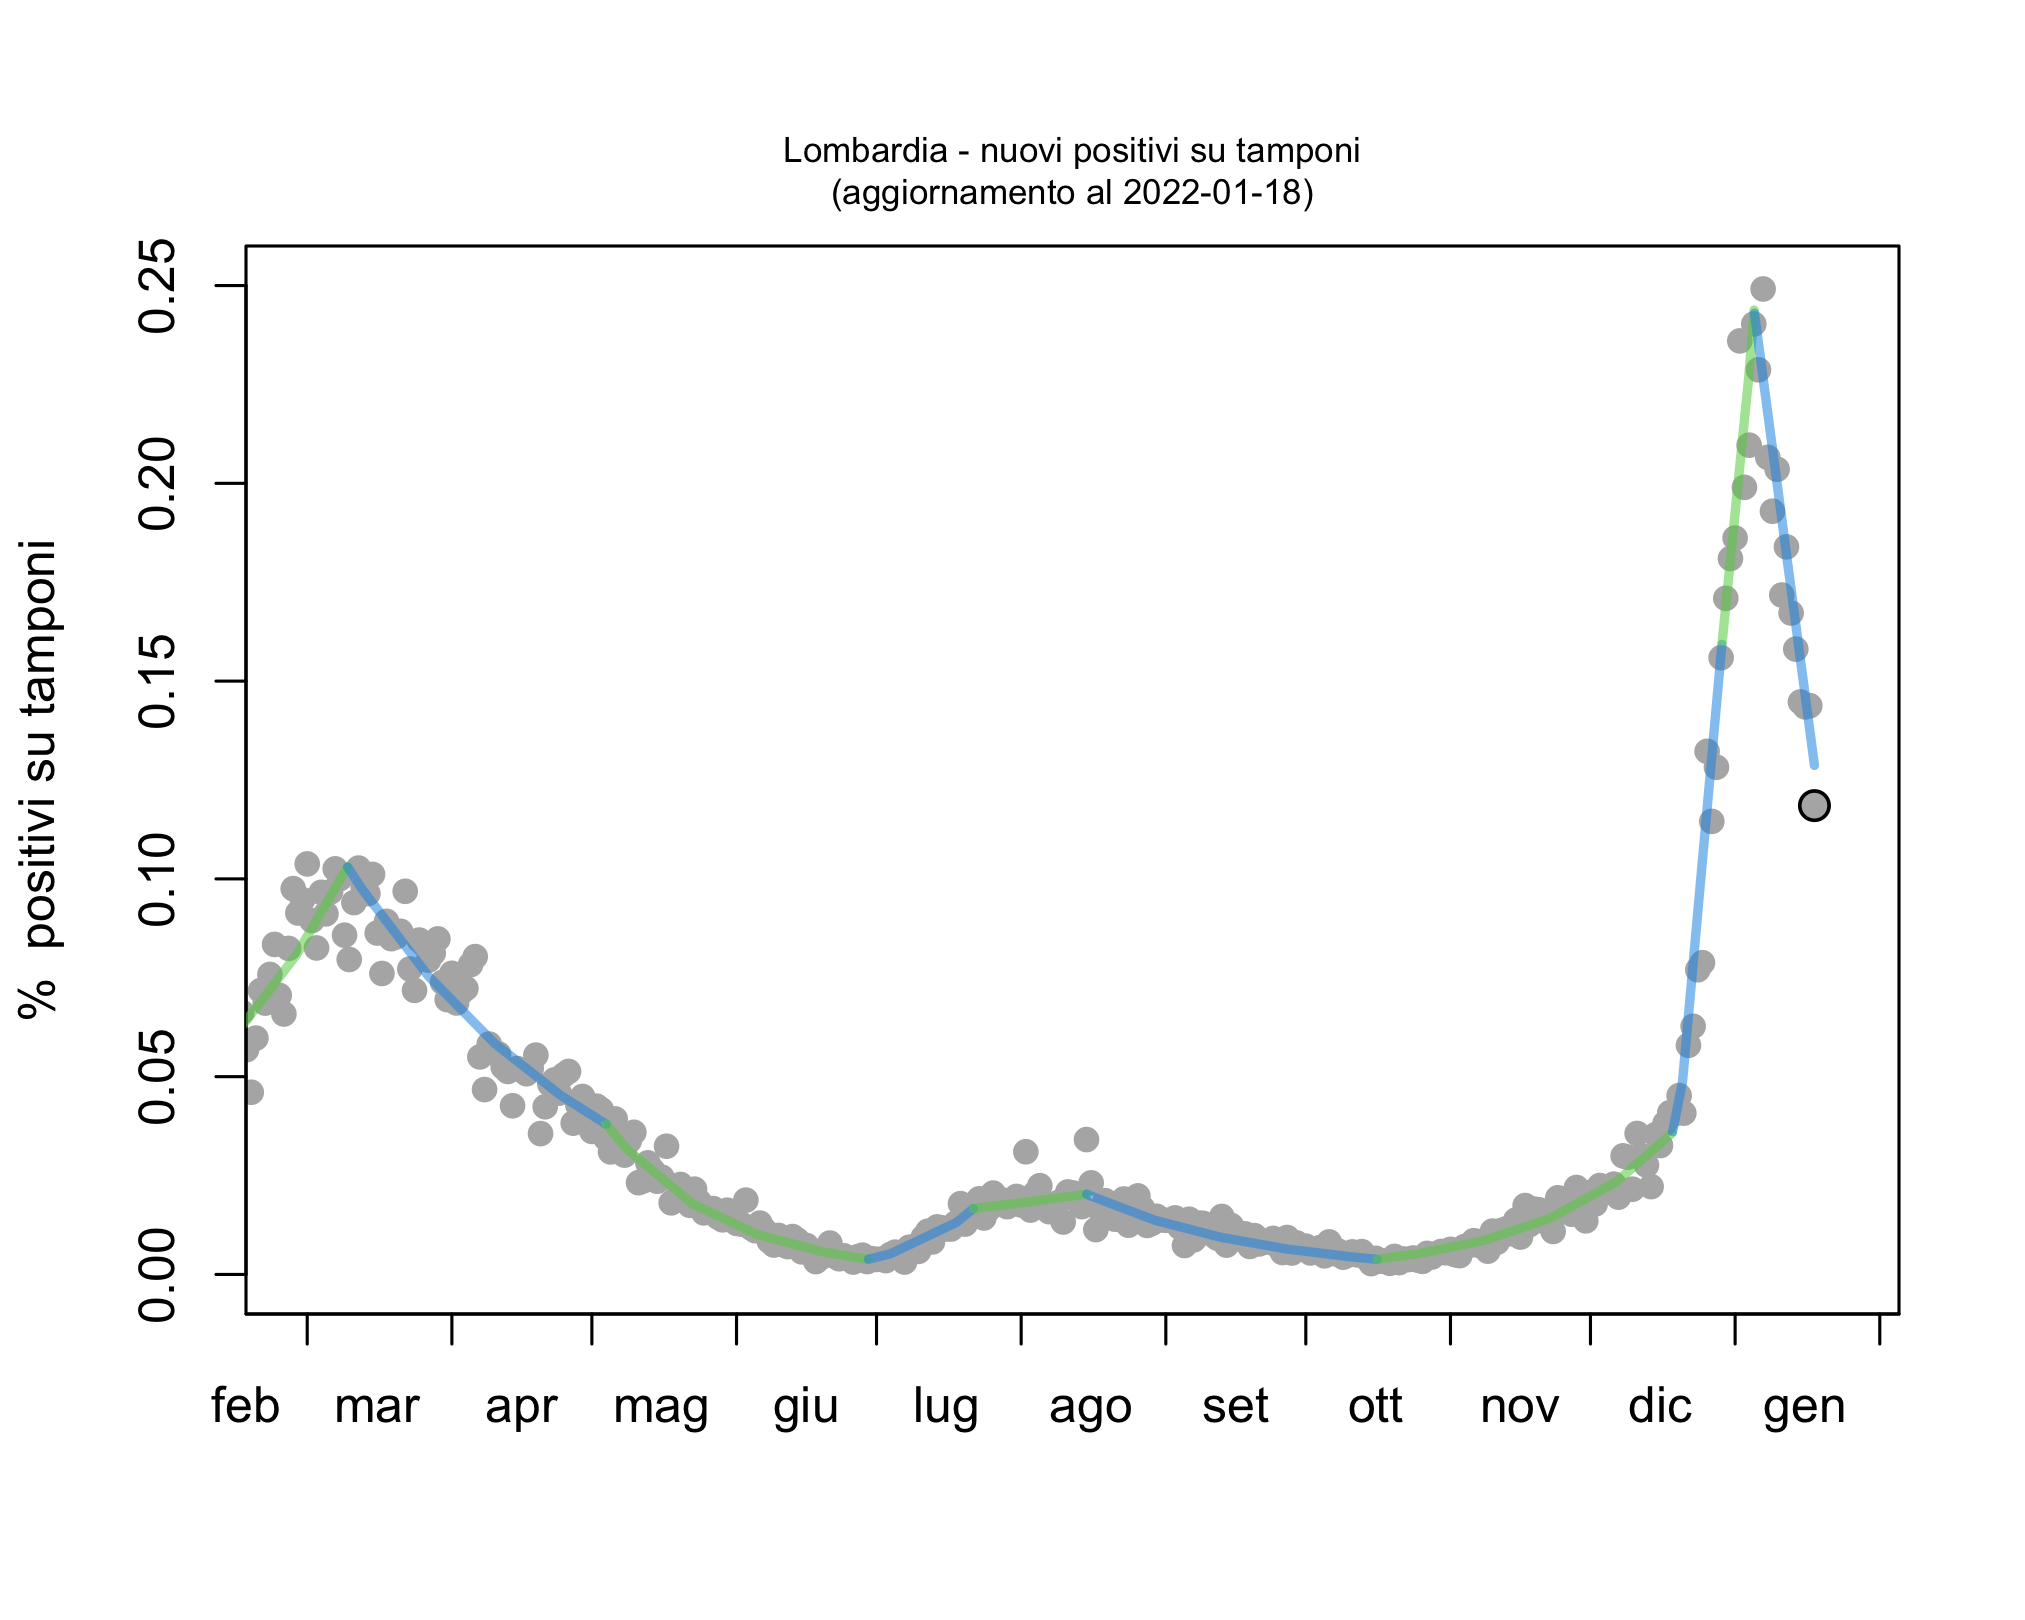 Lombardia - nuovi positivi su tamponi
(aggiornamento al 2022-01-18)
% positivi su tamponi
0.25
0.20
0.15
0.10
0.05
0.00
feb mar apr mag giu lug ago set ott nov dic gen